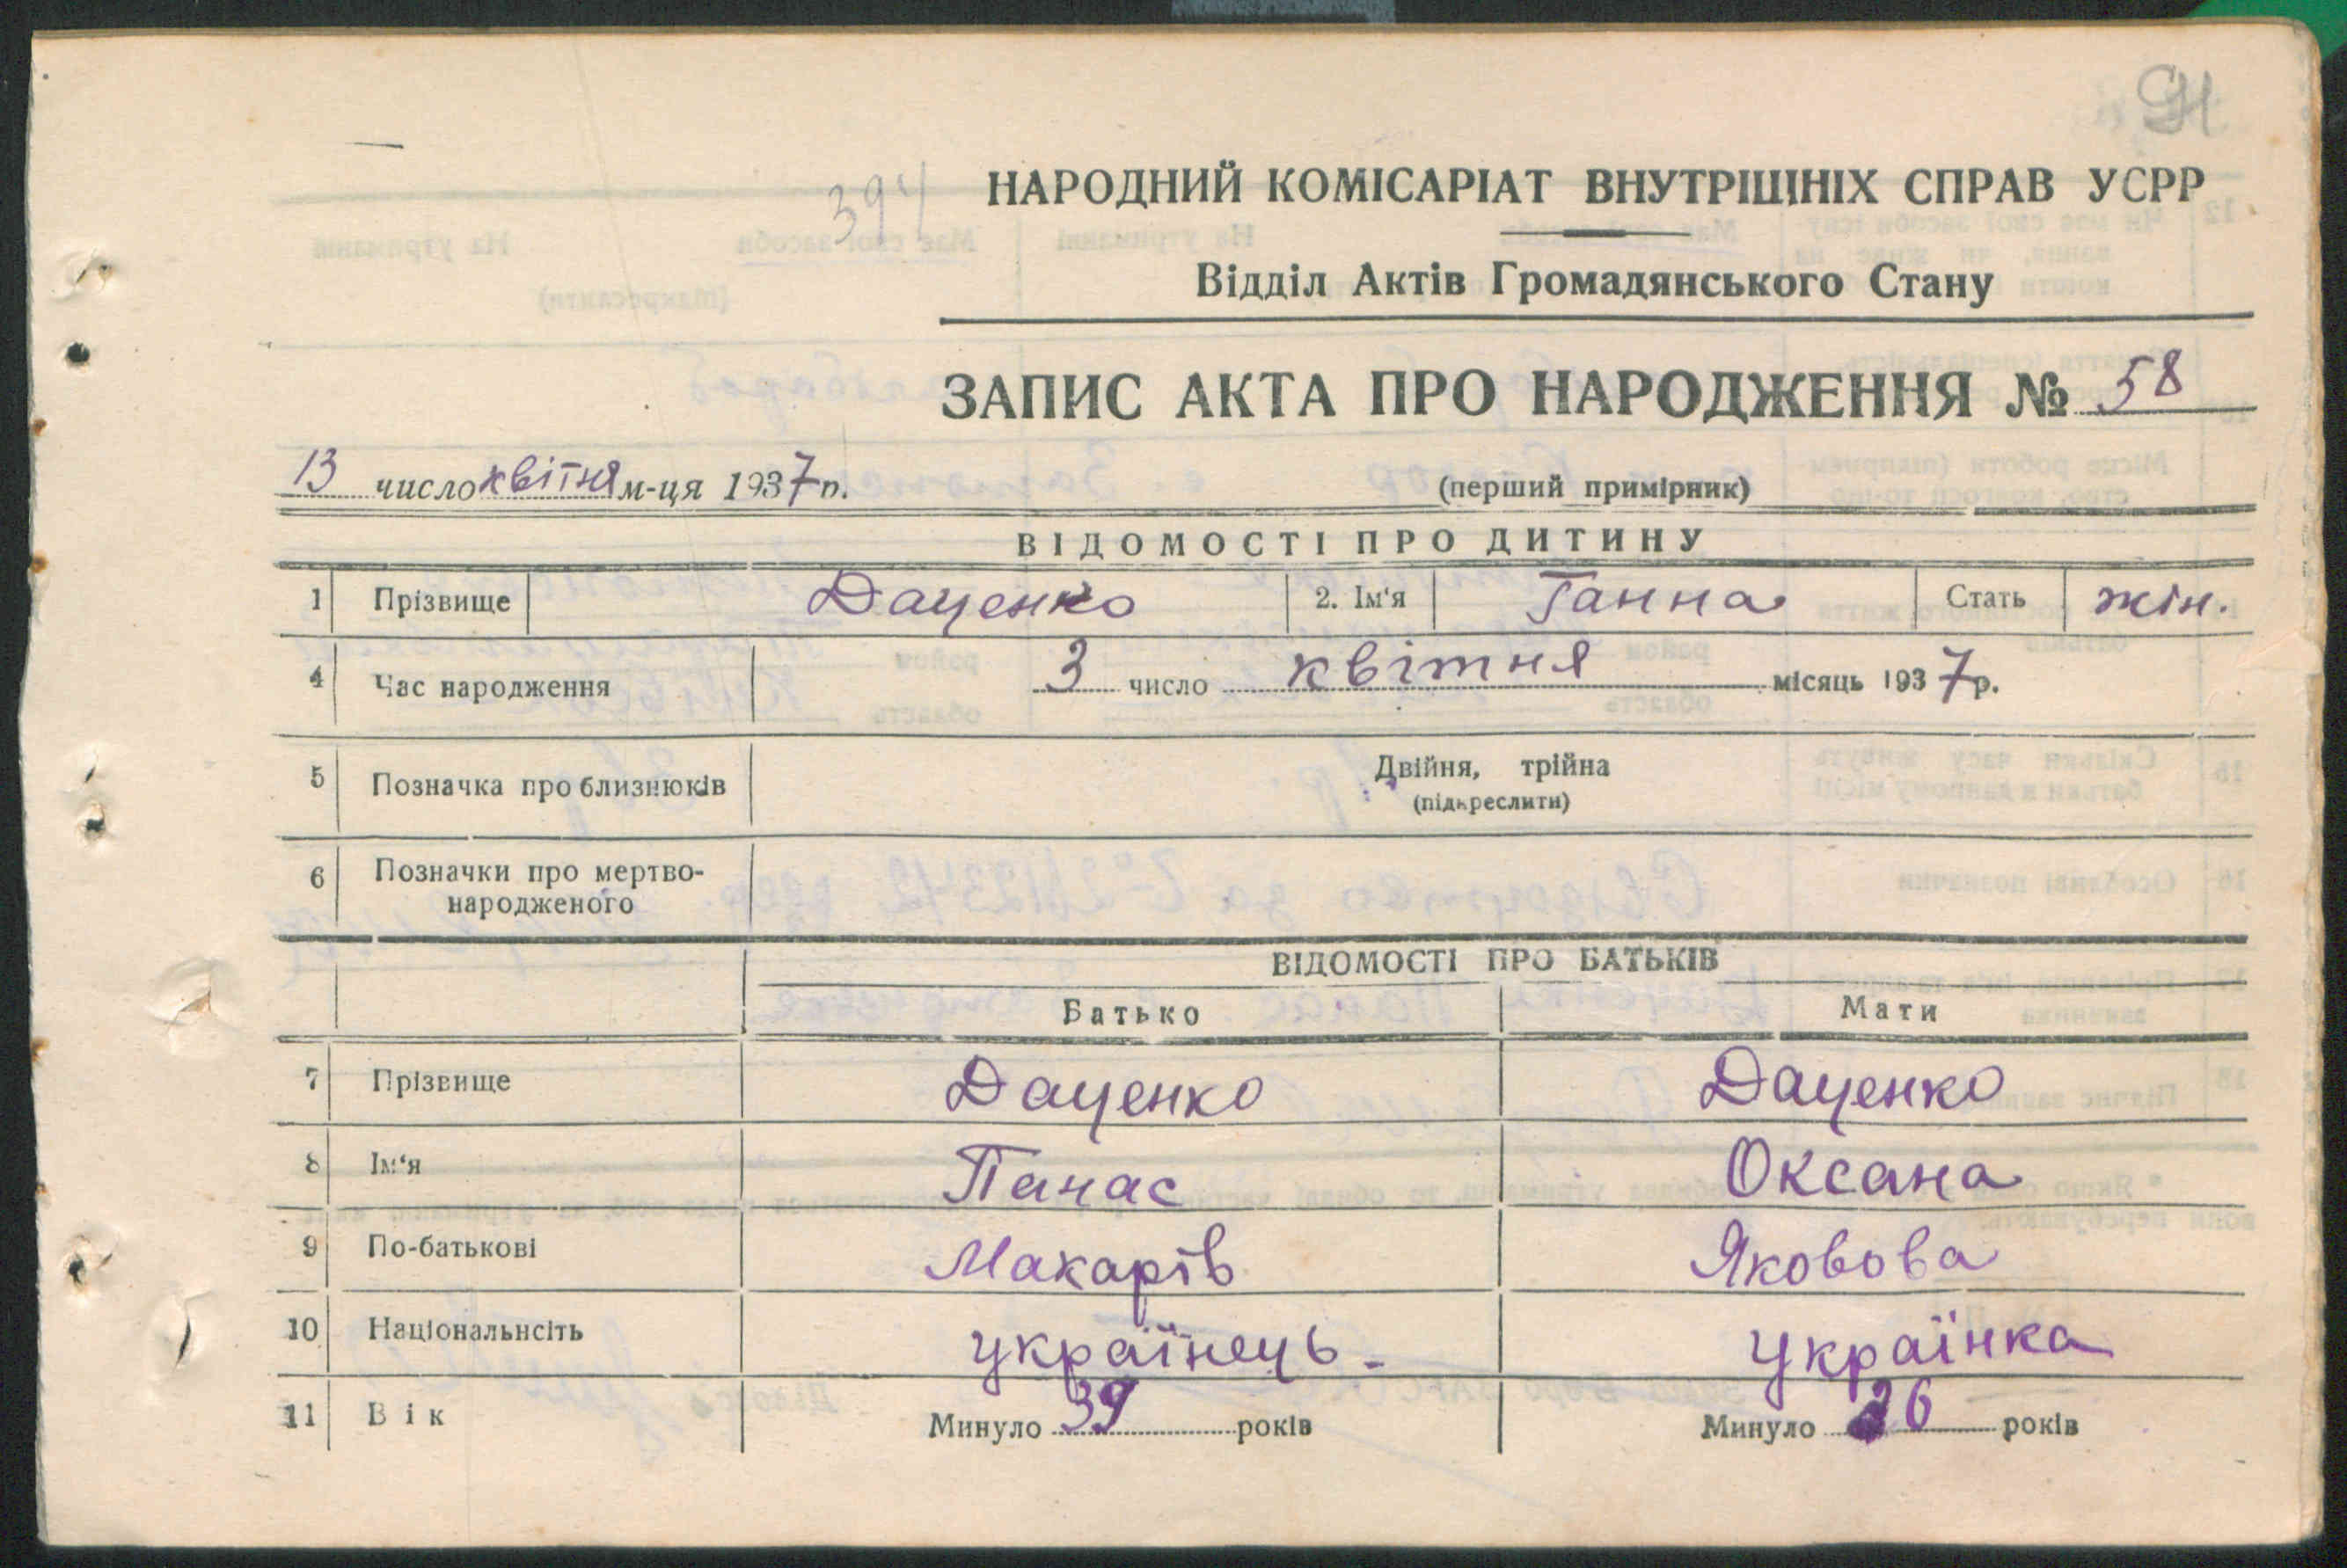 394
НАРОДНИЙ КОМІСАРІАТ ВНУТРІШНІХ СПРАВ УСРР
Відділ Актів Громадянського Стану
ЗАПИС АКТА ПРО НАРОДЖЕННЯ № 58
13 число квітня м-ця 1937 р. (перший примірник)
ВІДОМОСТІ ПРО ДИТИНУ
1 Прізвище Даценко 2. Ім'я Ганна Стать жін.
4 Час народження 3 число квітня місяць 1937 р.
5 Позначка про близнюків Двійня, трійна
(підкреслити)
6 Позначки про мертво-
народженого
ВІДОМОСТІ ПРО БАТЬКІВ
Батько Мати
7 Прізвище Даценко Даценко
8 Ім'я Панас Оксана
9 По-батькові Макарів Яковова
10 Національнсіть українець - українка
11 Вік Минуло 39 років Минуло 26 років